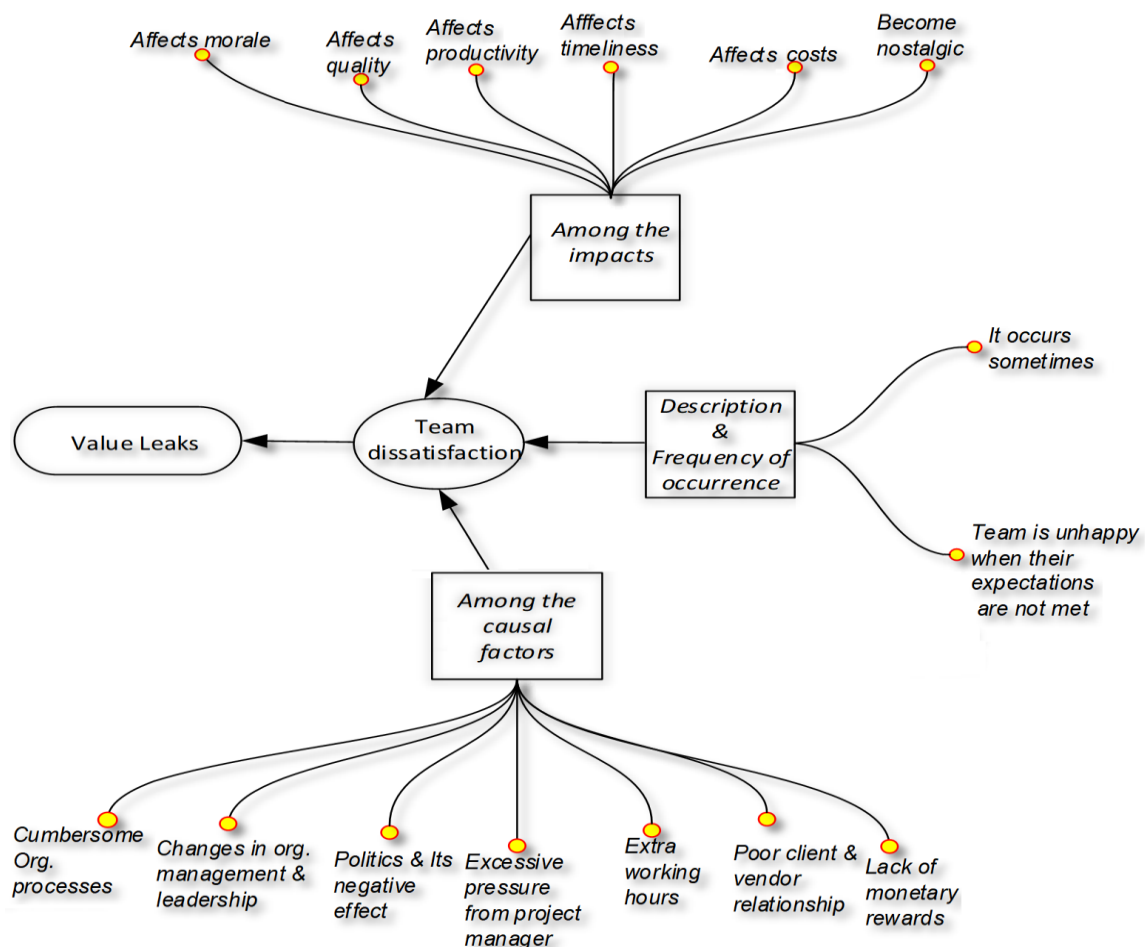 Affects morale
Affects
quality
Affects
productivity
Afffects
timeliness
Affects costs
Become
nostalgic
Among the
impacts
It occurs
sometimes
Value Leaks
Team
dissatisfaction
Description
&
Frequency of
occurrence
Team is unhappy
when their
expectations
are not met
Among the
causal
factors
Cumbersome
Org.
processes
Changes in org.
management &
leadership
Politics & Its
negative
effect
Excessive
pressure
from project
manager
Extra
working
hours
Poor client &
vendor
relationship
Lack of
monetary
rewards